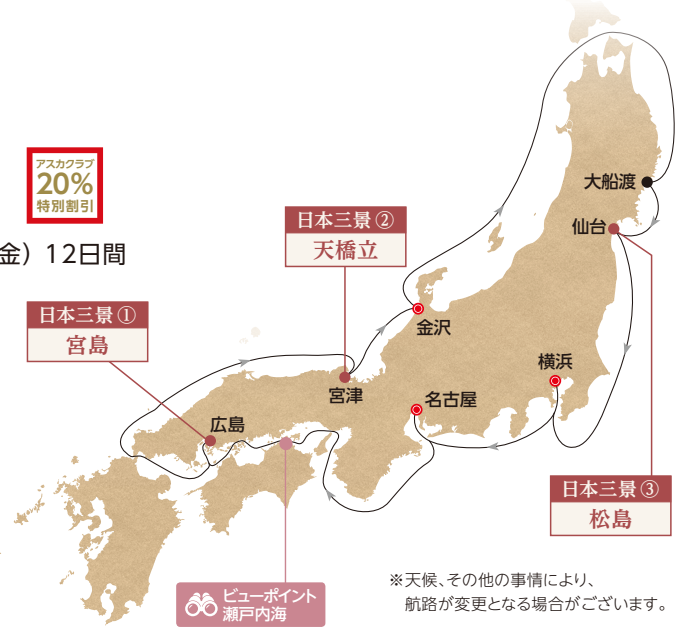 アスカクラブ
20%
特別割引
金）12日間
日本三景①
宮島
日本三景②
天橋立
大船渡
仙台
金沢
横浜
宮津
名古屋
広島
日本三景③
松島
ビューポイント
瀬戸内海
※天候、その他の事情により、
航路が変更となる場合がございます。